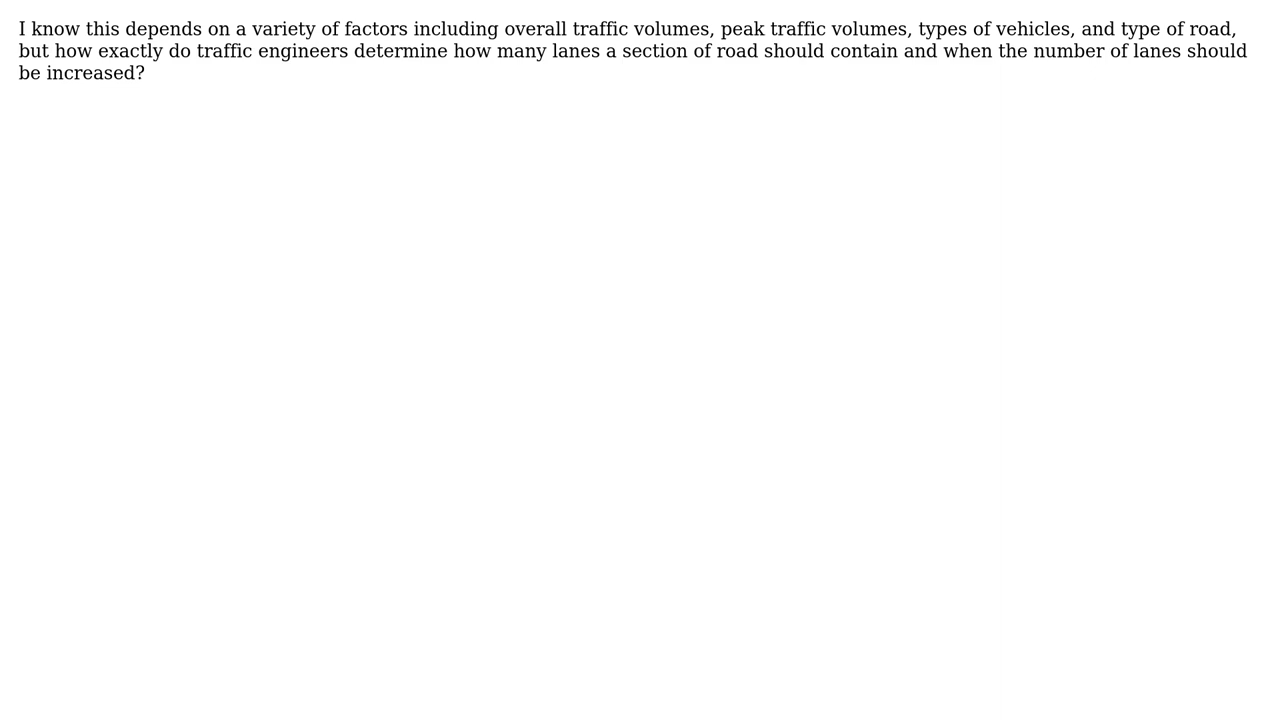 I know this depends on a variety of factors including overall traffic volumes, peak traffic volumes, types of vehicles, and type of road,
but how exactly do traffic engineers determine how many lanes a section of road should contain and when the number of lanes should
be increased?